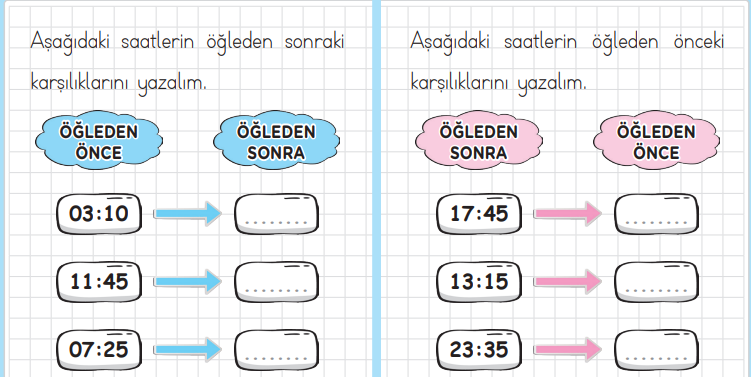 Aşağıdaki saatlerin öğleden sonraki
karşılıklarını yazalım.
ÖĞLEDEN
ÖNCE
ÖĞLEDEN
SONRA
03:10
.......
11:45
.......
07:25
.......
Aşağıdaki saatlerin öğleden önceki
karşılıklarını yazalım.
ÖĞLEDEN
SONRA
ÖĞLEDEN
ÖNCE
17:45
.......
13:15
.......
23:35
.......